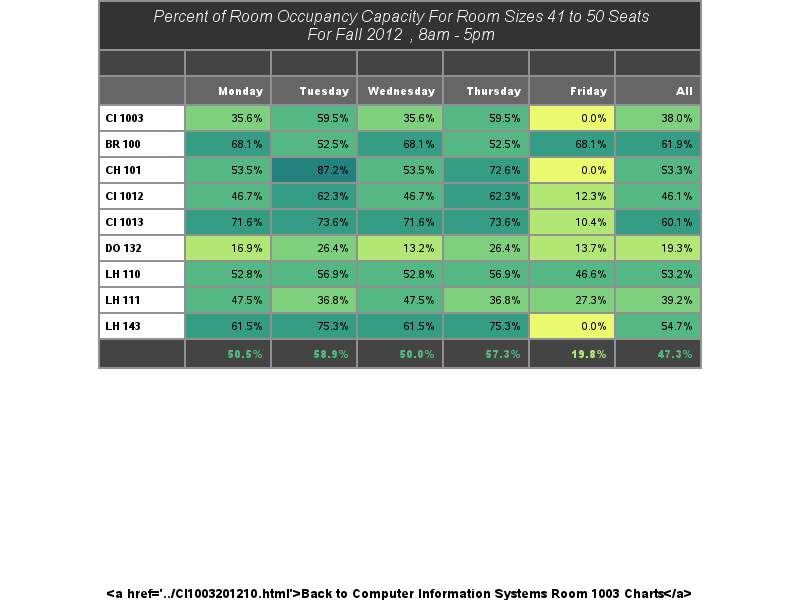 Percent of Room Occupancy Capacity For Room Sizes 41 to 50 Seats
For Fall 2012 , 8am - 5pm
Monday Tuesday Wednesday Thursday Friday All
CI 1003 35.6% 59.5% 35.6% 59.5% 0.0% 38.0%
BR 100 68.1% 52.5% 68.1% 52.5% 68.1% 61.9%
CH 101 53.5% 87.2% 53.5% 72.6% 0.0% 53.3%
CI 1012 46.7% 62.3% 46.7% 62.3% 12.3% 46.1%
CI 1013 71.6% 73.6% 71.6% 73.6% 10.4% 60.1%
DO 132 16.9% 26.4% 13.2% 26.4% 13.7% 19.3%
LH 110 52.8% 56.9% 52.8% 56.9% 46.6% 53.2%
LH 111 47.5% 36.8% 47.5% 36.8% 27.3% 39.2%
LH 143 61.5% 75.3% 61.5% 75.3% 0.0% 54.7%
50.5% 58.9% 50.0% 57.3% 19.8% 47.3%
<a href='../CI1003201210.html'>Back to Computer Information Systems Room 1003 Charts</a>